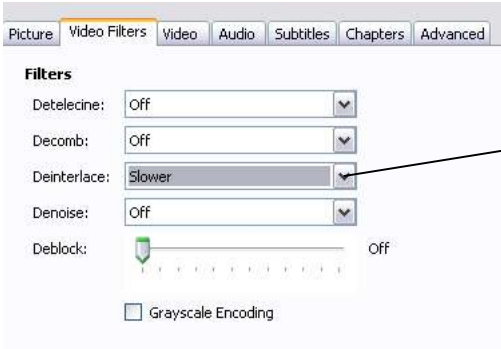 Picture Video Filters Video Audio Subtitles Chapters Advanced
Filters
Detelecine: Off
Decomb: Off
Deinterlace: Slower
Denoise: Off
Deblock: Off
Grayscale Encoding